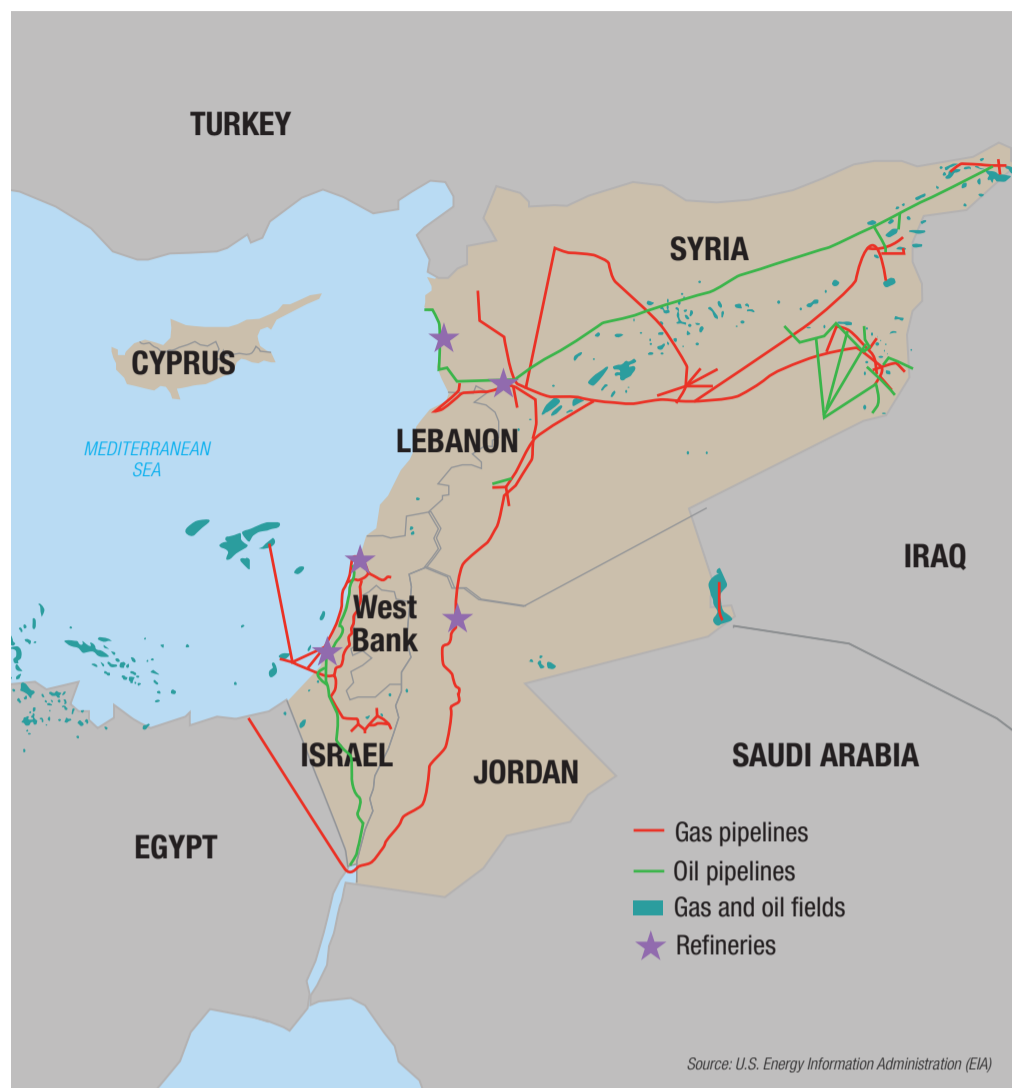 TURKEY
SYRIA
CYPRUS
LEBANON
MEDITERRANEAN
SEA
IRAQ
West
Bank
ISRAEL
JORDAN
SAUDI ARABIA
EGYPT
Gas pipelines
Oil pipelines
Gas and oil fields
Refineries
Source: U.S. Energy Information Administration (EIA)